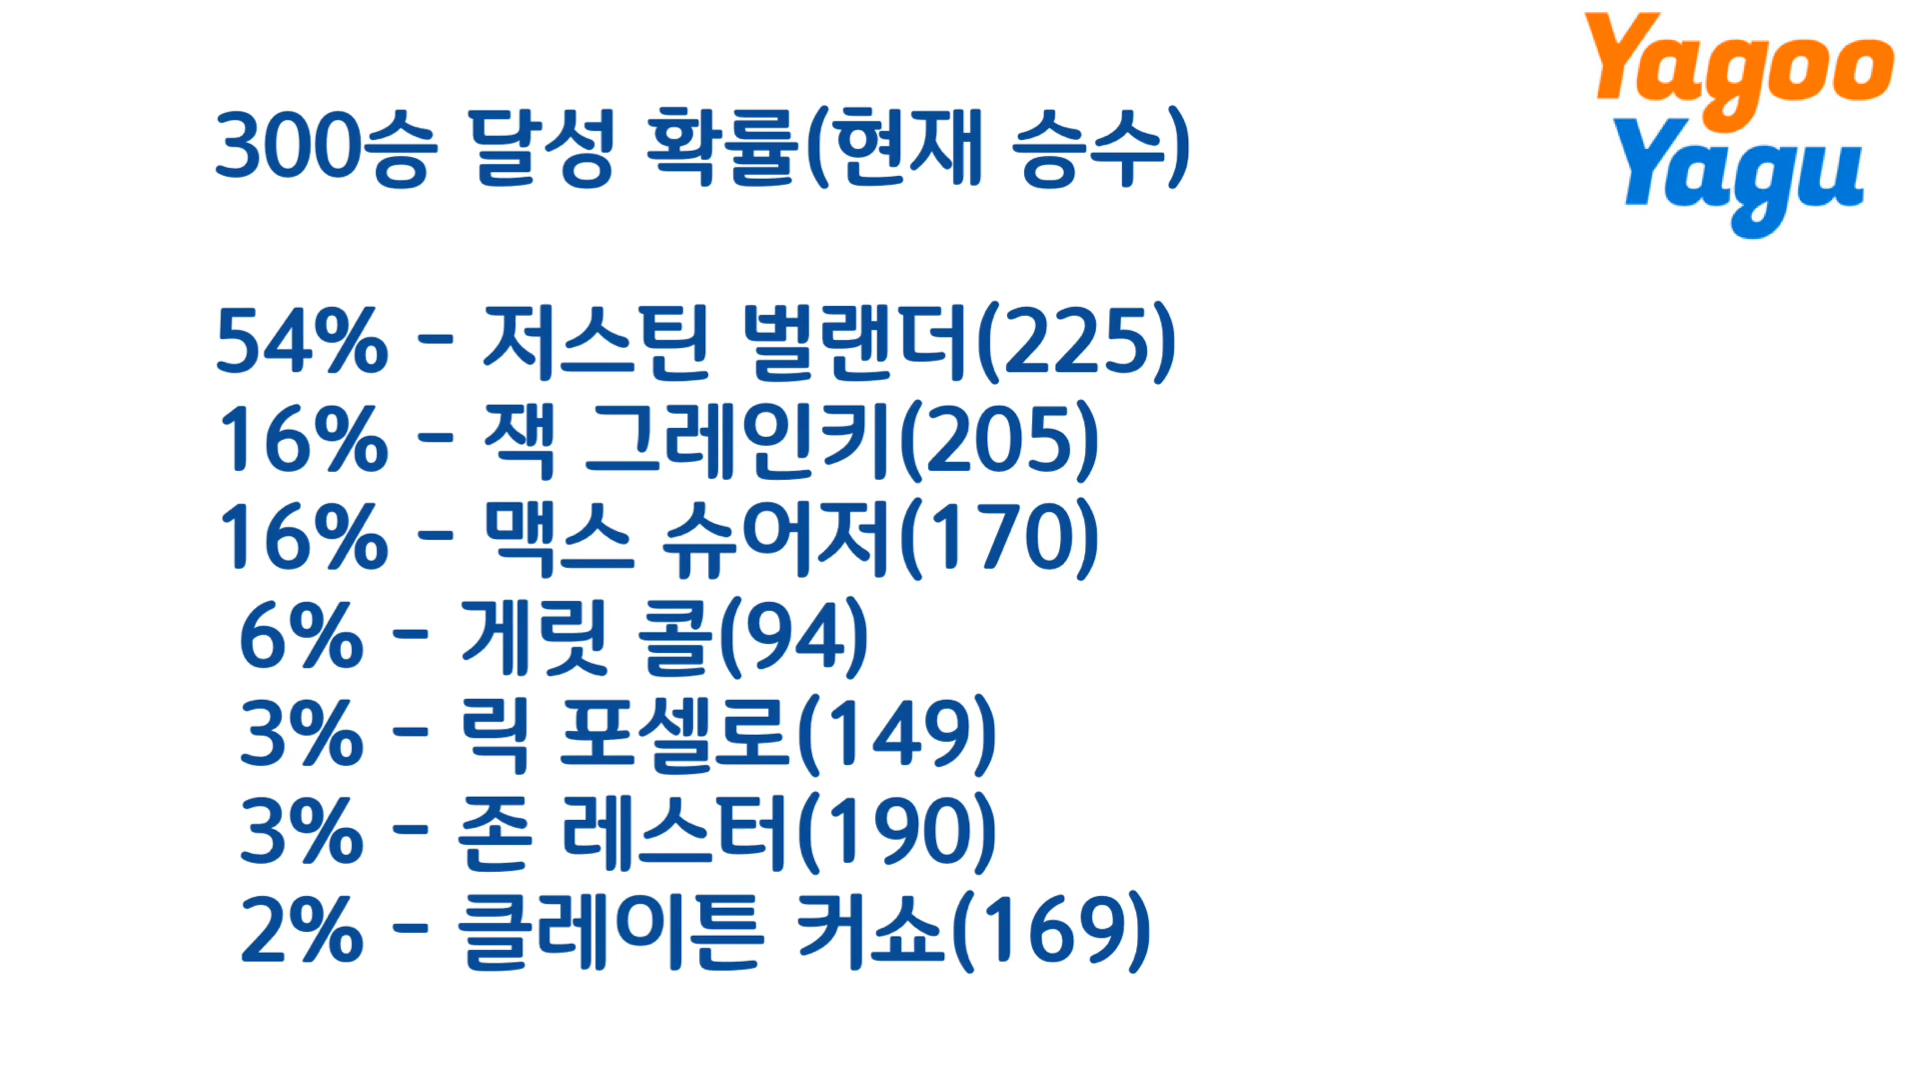 Yagoo
Yagu
300승 달성 확률(현재 승수)
54% - 저스틴 벌랜더(225)
16% - 잭 그레인키(205)
16% - 맥스 슈어저(170)
6% - 게릿 콜(94)
3% - 릭 포셀로(149)
3% - 존 레스터(190)
2% - 클레이튼 커쇼(169)